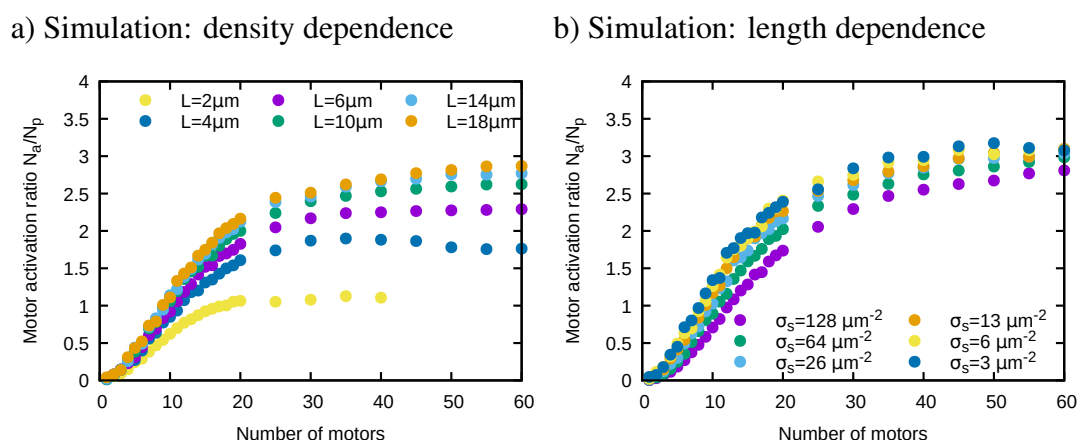 a) Simulation: density dependence
4
3.5
3
2.5
2
1.5
1
0.5
0
0 10 20 30 40 50 60
Motor activation ratio Nₐ/Nₚ
Number of motors
L=2µm L=6µm L=14µm
L=4µm L=10µm L=18µm
b) Simulation: length dependence
4
3.5
3
2.5
2
1.5
1
0.5
0
0 10 20 30 40 50 60
Motor activation ratio Nₐ/Nₚ
Number of motors
σₛ=128 µm⁻² σₛ=13 µm⁻²
σₛ=64 µm⁻² σₛ=6 µm⁻²
σₛ=26 µm⁻² σₛ=3 µm⁻²